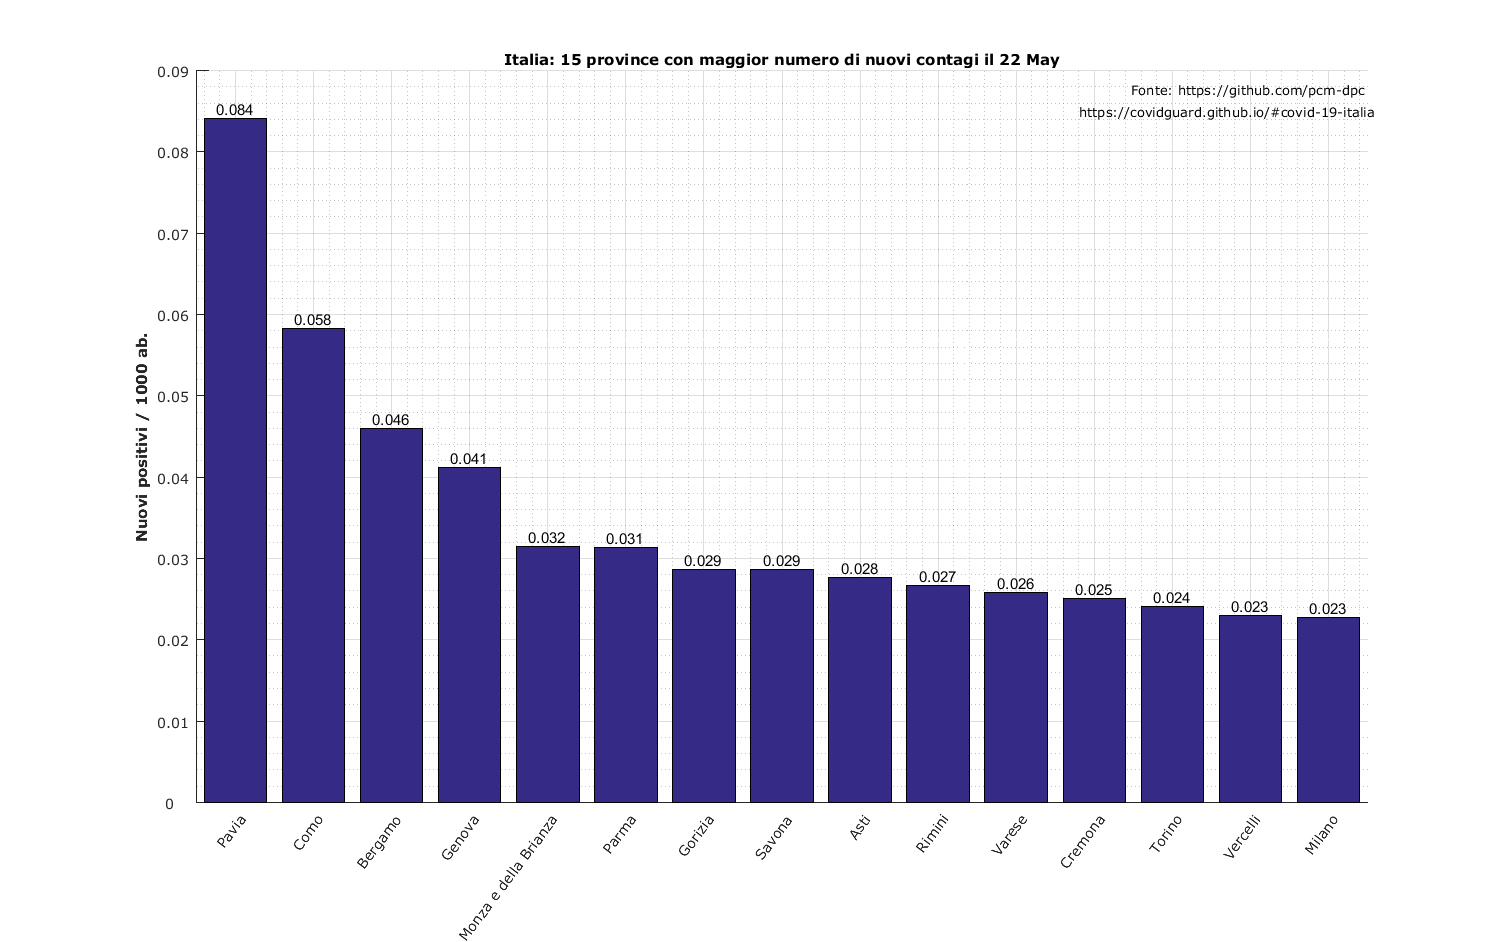 Italia: 15 province con maggior numero di nuovi contagi il 22 May
Fonte: https://github.com/pcm-dpc
https://covidguard.github.io/#covid-19-italia
Nuovi positivi / 1000 ab.
0.09
0.08
0.07
0.06
0.05
0.04
0.03
0.02
0.01
0
0.084
0.058
0.046
0.041
0.032
0.031
0.029
0.029
0.028
0.027
0.026
0.025
0.024
0.023
0.023
Pavia
Como
Bergamo
Genova
Monza e della Brianza
Parma
Gorizia
Savona
Asti
Rimini
Varese
Cremona
Torino
Vercelli
Milano